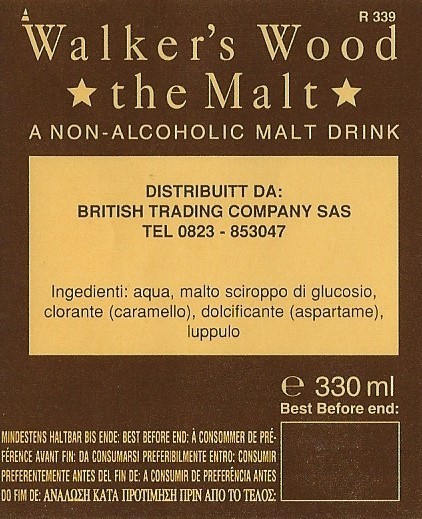 R 339
Walker's Wood
★ the Malt ★
A NON-ALCOHOLIC MALT DRINK
DISTRIBUITT DA:
BRITISH TRADING COMPANY SAS
TEL 0823 - 853047
Ingedienti: aqua, malto sciroppo di glucosio,
clorante (caramello), dolcificante (aspartame),
luppulo
℮ 330 ml
Best Before end:
MINDESTENS HALTBAR BIS ENDE: BEST BEFORE END: À CONSOMMER DE PRÉ-
FÉRENCE AVANT FIN: DA CONSUMARSI PREFERIBILMENTE ENTRO: CONSUMIR
PREFERENTEMENTE ANTES DEL FIN DE: A CONSUMIR DE PREFERÊNCIA ANTES
DO FIM DE: ΑΝΑΛΩΣΗ ΚΑΤΑ ΠΡΟΤΙΜΗΣΗ ΠΡΙΝ ΑΠΟ ΤΟ ΤΕΛΟΣ: